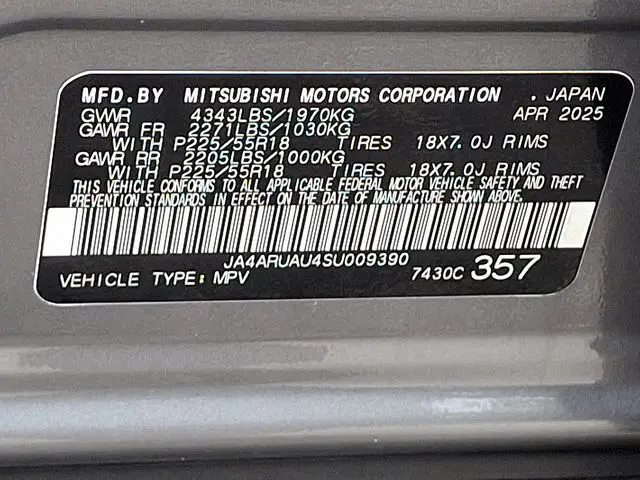 MFD.BY MITSUBISHI MOTORS CORPORATION . JAPAN
GVWR 4343LBS/1970KG APR 2025
GAWR FR 2271LBS/1030KG
WITH P225/55R18 TIRES 18X7.0J RIMS
GAWR RR 2205LBS/1000KG
WITH P225/55R18 TIRES 18X7.0J RIMS
THIS VEHICLE CONFORMS TO ALL APPLICABLE FEDERAL MOTOR VEHICLE SAFETY AND THEFT
PREVENTION STANDARDS IN EFFECT ON THE DATE OF MANUFACTURE SHOWN ABOVE.
JA4ARUAU4SU009390
VEHICLE TYPE: MPV 7430C 357